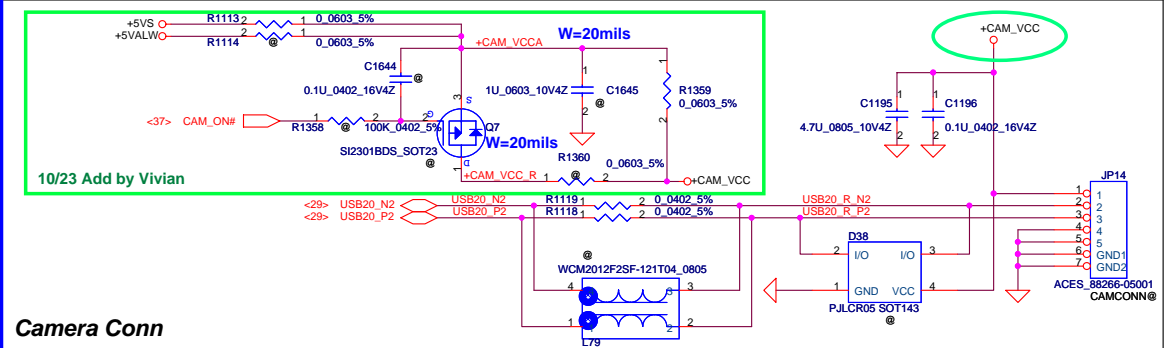 +5VS
R1113
2
1
0_0603_5%
+5VALW
R1114
2
1
@
0_0603_5%
+CAM_VCCA
W=20mils
+CAM_VCC
C1644
@
0.1U_0402_16V4Z
1
2
1U_0603_10V4Z
1
2
C1645
@
1
2
R1359
0_0603_5%
C1195
1
2
4.7U_0805_10V4Z
C1196
1
2
0.1U_0402_16V4Z
<37> CAM_ON#
R1358
1
2
@
100K_0402_5%
3
S
2
G
1
D
Q7
W=20mils
SI2301BDS_SOT23
@
+CAM_VCC_R
R1360
1
2
@
0_0603_5%
+CAM_VCC
10/23 Add by Vivian
<29> USB20_N2
USB20_N2
R1119
1
2
0_0402_5%
USB20_R_N2
<29> USB20_P2
USB20_P2
R1118
1
2
0_0402_5%
USB20_R_P2
JP14
1 1
2 2
3 3
4 4
5 5
6 GND1
7 GND2
ACES_88266-05001
CAMCONN@
@
WCM2012F2SF-121T04_0805
4
3
3
1
2
2
L79
D38
2 I/O
I/O 3
1 GND
VCC 4
PJLCR05 SOT143
@
Camera Conn